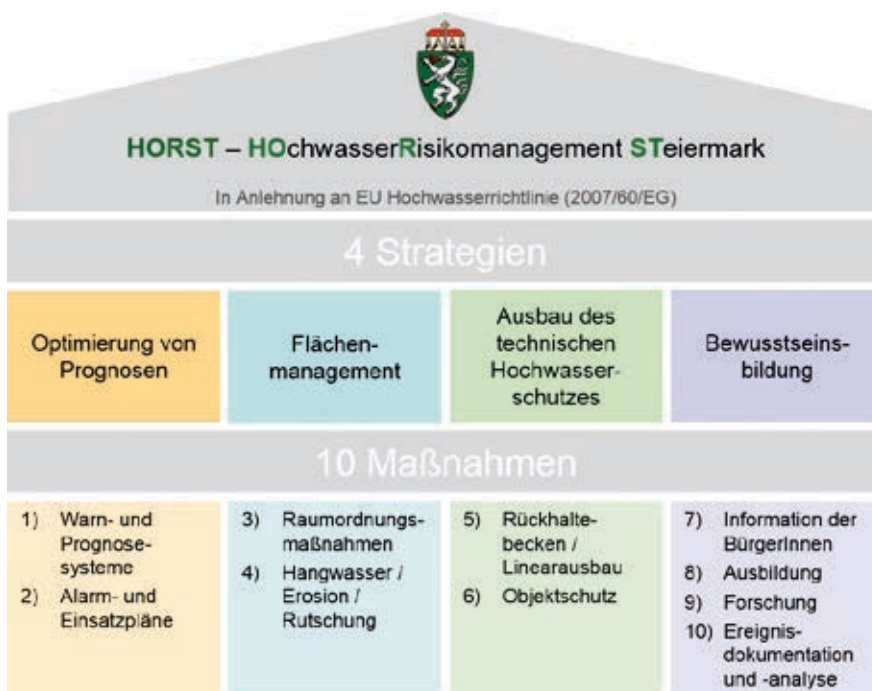 HORST – HOchwasserRisikomanagement STeiermark
In Anlehnung an EU Hochwasserrichtlinie (2007/60/EG)
4 Strategien
Optimierung von
Prognosen
Flächen-
management
Ausbau des
technischen
Hochwasser-
schutzes
Bewusstseins-
bildung
10 Maßnahmen
1) Warn- und
Prognose-
systeme
2) Alarm- und
Einsatzpläne
3) Raumordnungs-
maßnahmen
4) Hangwasser /
Erosion /
Rutschung
5) Rückhalte-
becken /
Linearausbau
6) Objektschutz
7) Information der
BürgerInnen
8) Ausbildung
9) Forschung
10) Ereignis-
dokumentation
und -analyse